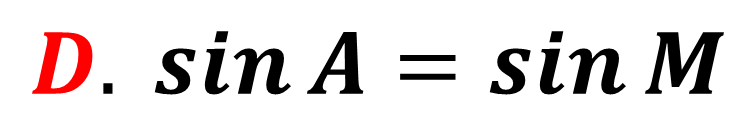 D. sin A = sin M